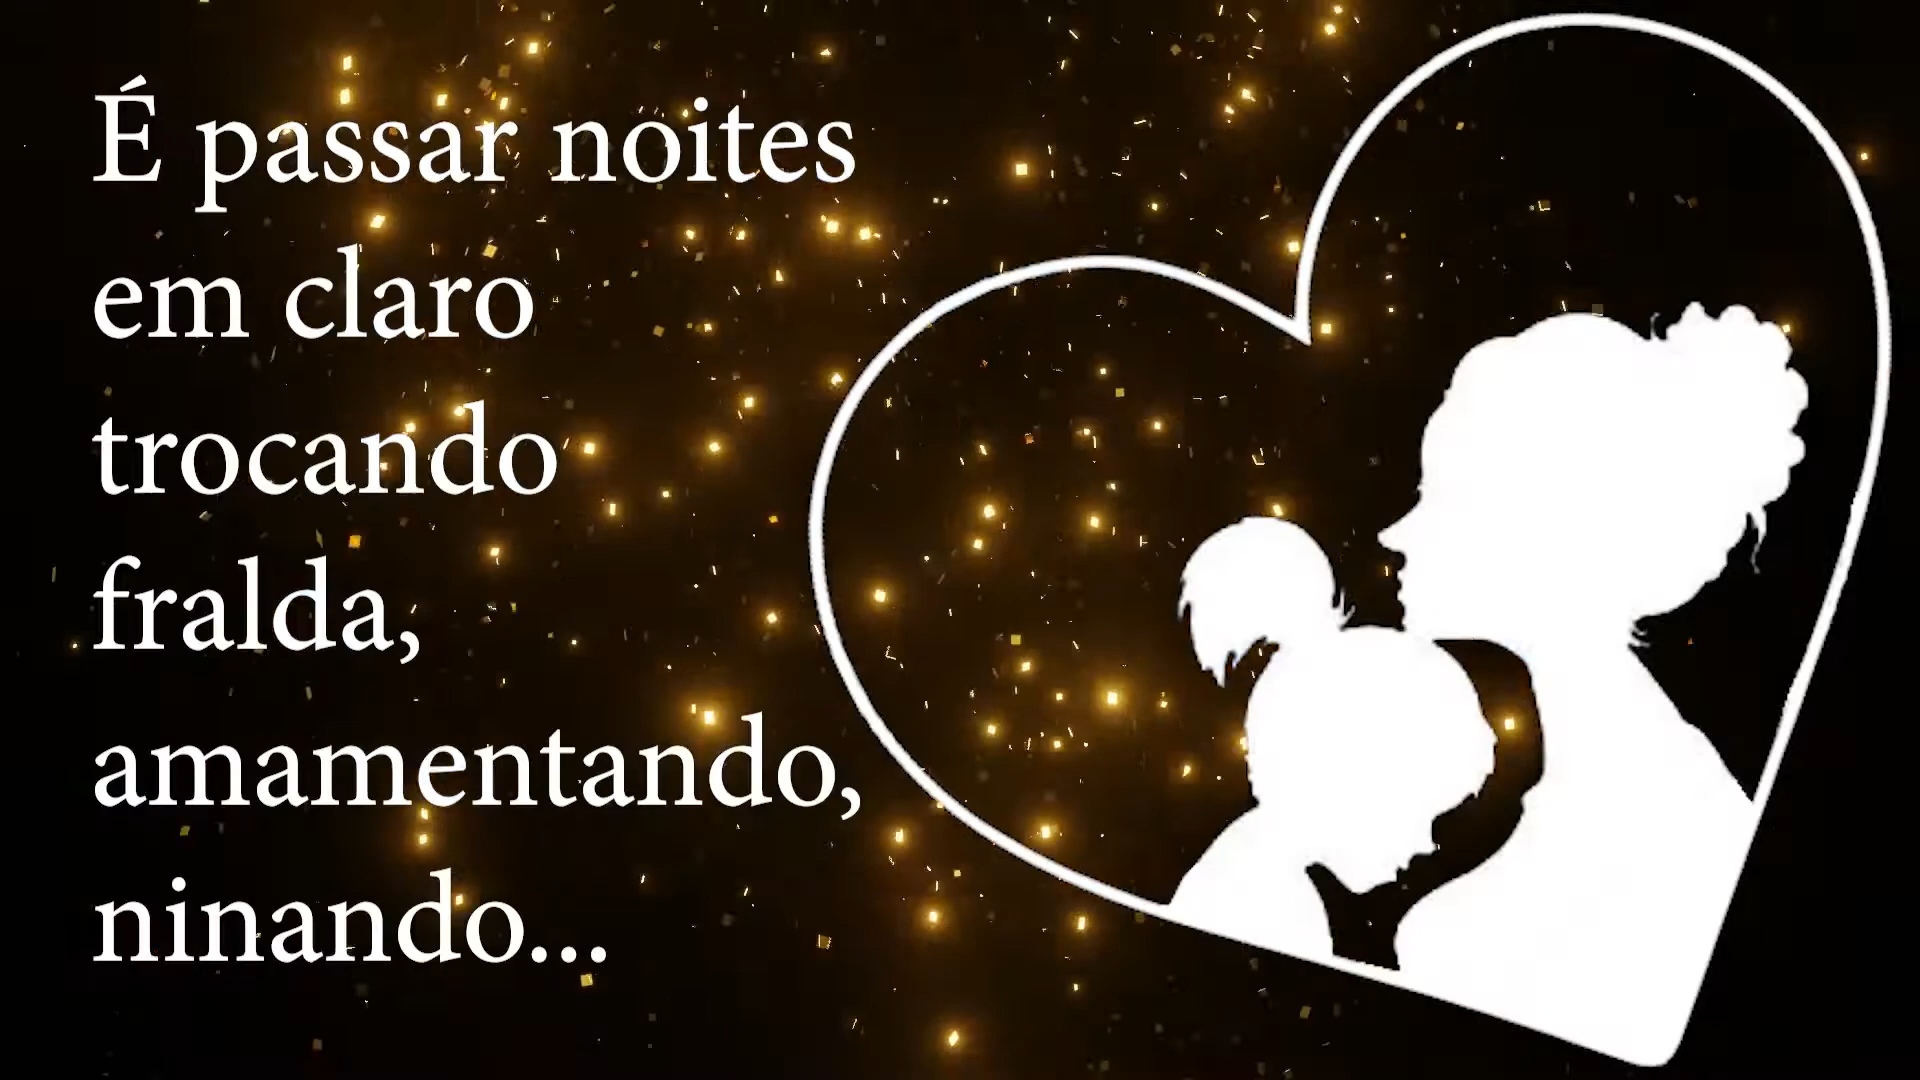 É passar noites
em claro
trocando
fralda,
amamentando,
ninando...